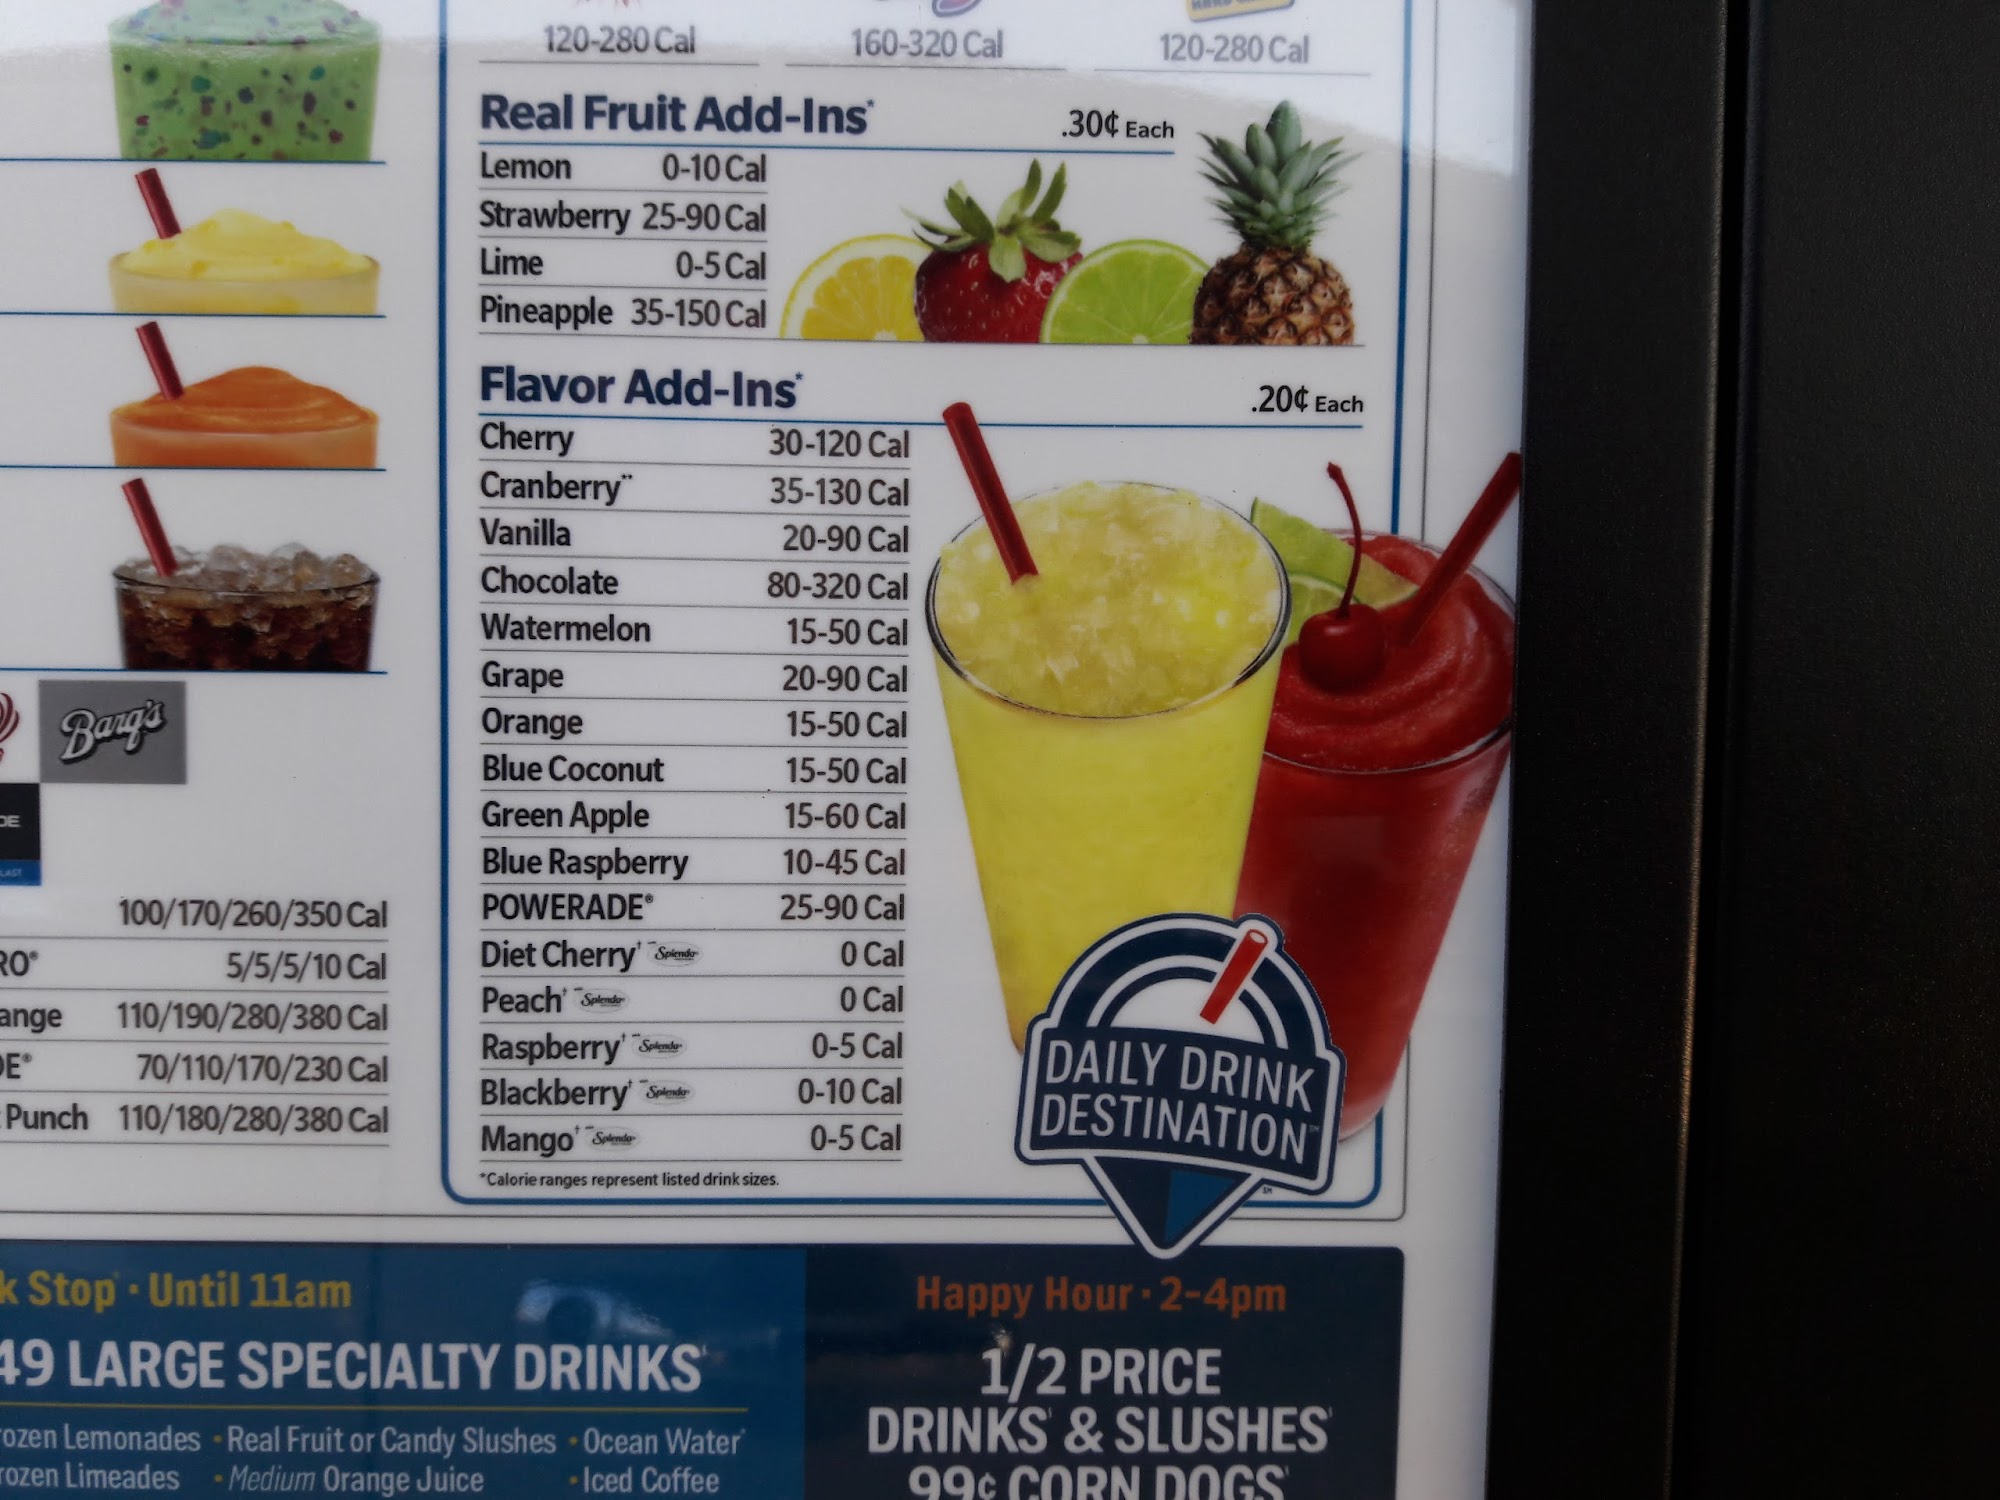 120-280 Cal
160-320 Cal
120-280 Cal
Real Fruit Add-Ins*
.30¢ Each
Lemon 0-10 Cal
Strawberry 25-90 Cal
Lime 0-5 Cal
Pineapple 35-150 Cal
Flavor Add-Ins*
.20¢ Each
Cherry 30-120 Cal
Cranberry** 35-130 Cal
Vanilla 20-90 Cal
Chocolate 80-320 Cal
Watermelon 15-50 Cal
Grape 20-90 Cal
Orange 15-50 Cal
Blue Coconut 15-50 Cal
Green Apple 15-60 Cal
Blue Raspberry 10-45 Cal
POWERADE® 25-90 Cal
Diet Cherry† Splenda 0 Cal
Peach† Splenda 0 Cal
Raspberry† Splenda 0-5 Cal
Blackberry† Splenda 0-10 Cal
Mango† Splenda 0-5 Cal
*Calorie ranges represent listed drink sizes.
DAILY DRINK
DESTINATION™
SM
Barq's
DE
LAST
100/170/260/350 Cal
RO® 5/5/5/10 Cal
ange 110/190/280/380 Cal
DE® 70/110/170/230 Cal
Punch 110/180/280/380 Cal
k Stop · Until 11am
49 LARGE SPECIALTY DRINKS
rozen Lemonades • Real Fruit or Candy Slushes • Ocean Water®
rozen Limeades • Medium Orange Juice • Iced Coffee
Happy Hour · 2-4pm
1/2 PRICE
DRINKS & SLUSHES
99¢ CORN DOGS